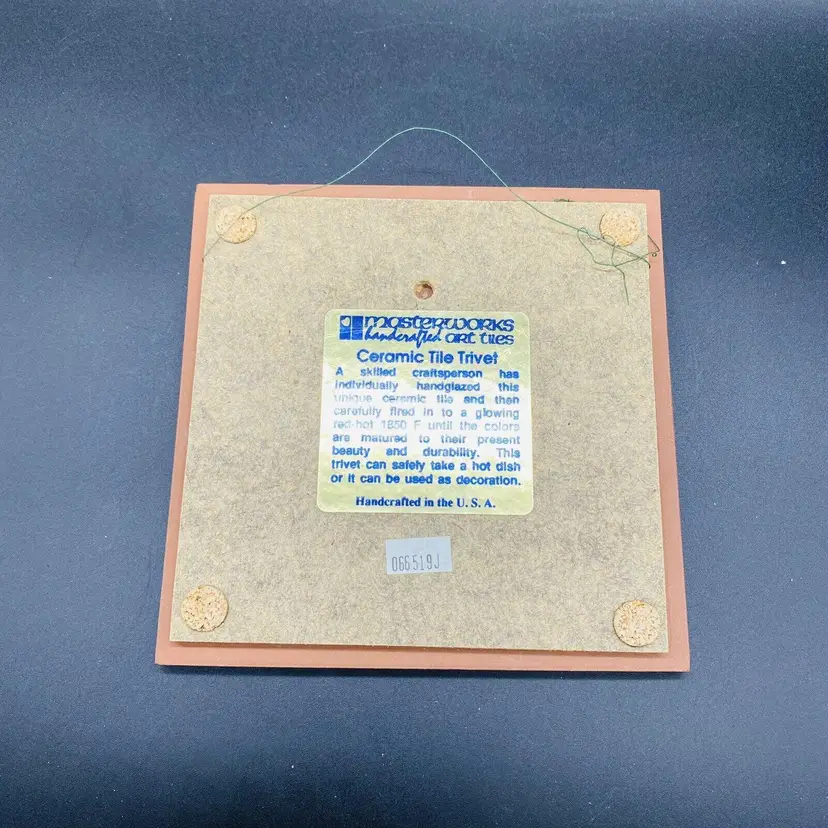 masterworks
handcrafted art tiles
Ceramic Tile Trivet
A skilled craftsperson has
individually handglazed this
unique ceramic tile and then
carefully fired in to a glowing
red-hot 1850 F until the colors
are matured to their present
beauty and durability. This
trivet can safely take a hot dish
or it can be used as decoration.
Handcrafted in the U. S. A.
066519J